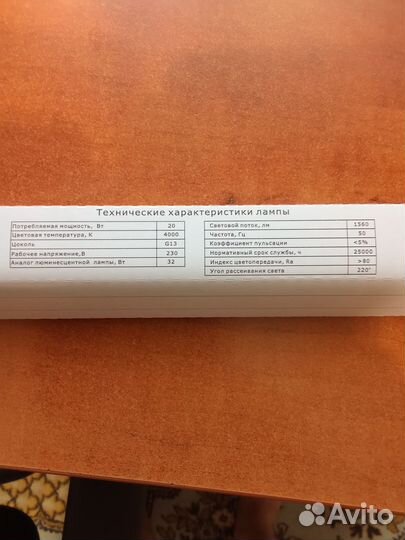 Технические характеристики лампы
Потребляемая мощность, Вт 20
Цветовая температура, К 4000
Цоколь G13
Рабочее напряжение,В 230
Аналог люминесцентной лампы, Вт 32
Световой поток, лм 1560
Частота, Гц 50
Коэффициент пульсации <5%
Нормативный срок службы, ч 25000
Индекс цветопередачи, Ra >80
Угол рассеивания света 220°
Avito